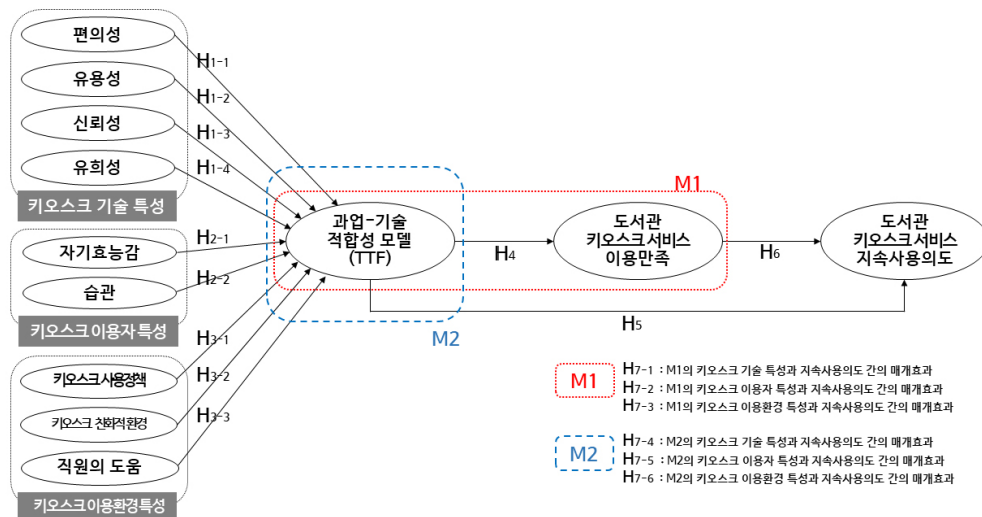 편의성
H1-1
유용성
H1-2
신뢰성
H1-3
유희성
H1-4
키오스크 기술 특성
자기효능감
H2-1
습관
H2-2
키오스크 이용자 특성
키오스크 사용정책
H3-1
키오스크 친화적 환경
H3-2
직원의 도움
H3-3
키오스크 이용환경 특성
과업-기술
적합성 모델
(TTF)
M2
M1
H4
도서관
키오스크서비스
이용만족
H6
도서관
키오스크서비스
지속사용의도
H5
M1
H7-1 : M1의 키오스크 기술 특성과 지속사용의도 간의 매개효과
H7-2 : M1의 키오스크 이용자 특성과 지속사용의도 간의 매개효과
H7-3 : M1의 키오스크 이용환경 특성과 지속사용의도 간의 매개효과
M2
H7-4 : M2의 키오스크 기술 특성과 지속사용의도 간의 매개효과
H7-5 : M2의 키오스크 이용자 특성과 지속사용의도 간의 매개효과
H7-6 : M2의 키오스크 이용환경 특성과 지속사용의도 간의 매개효과